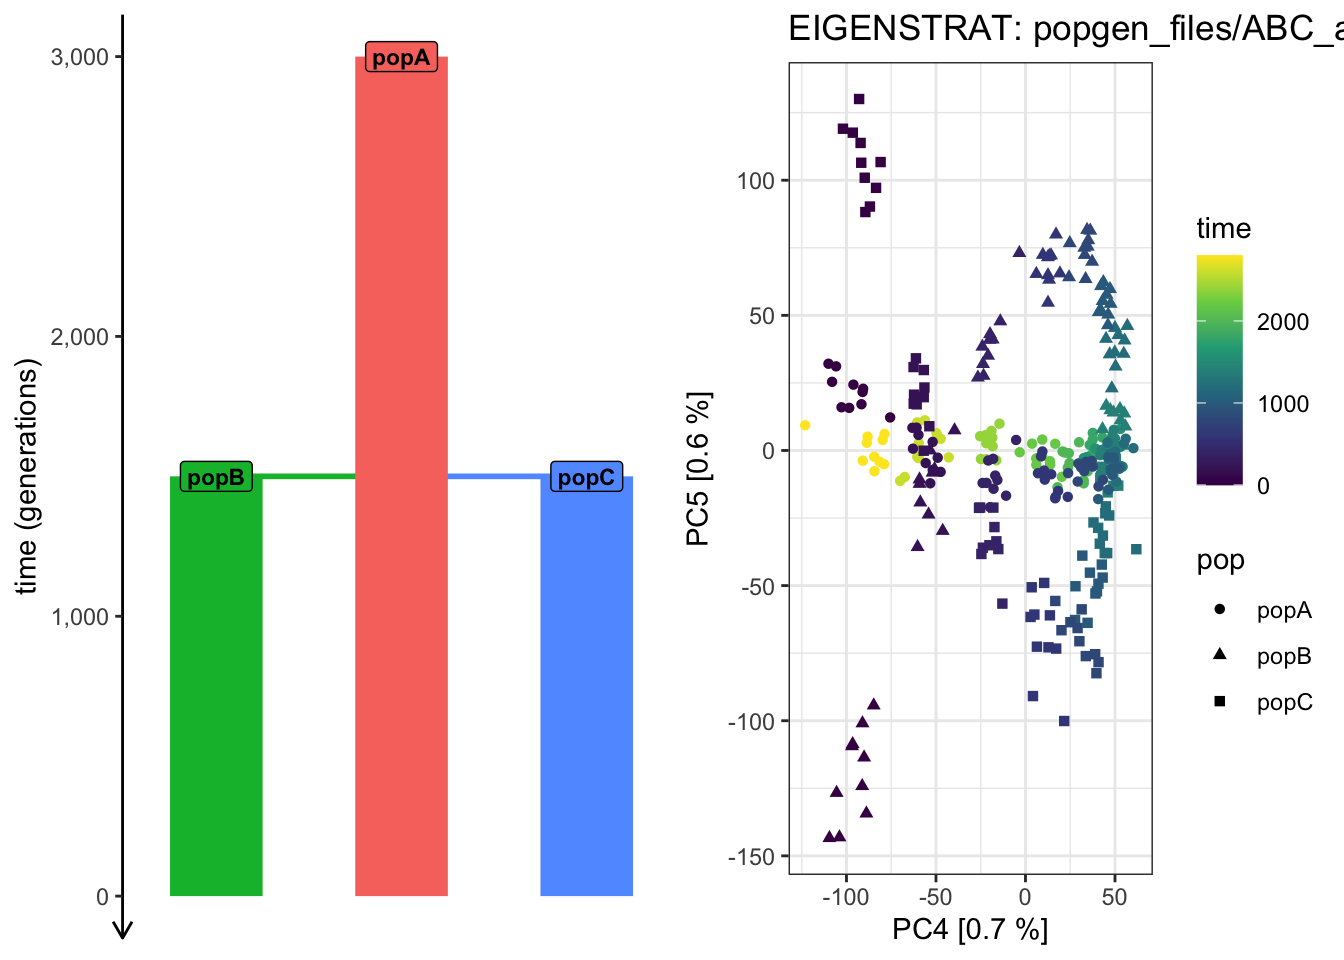 time (generations)
3,000
2,000
1,000
0
popA
popB
popC
EIGENSTRAT: popgen_files/ABC_a
PC5 [0.6 %]
100
50
0
-50
-100
-150
-100
-50
0
50
PC4 [0.7 %]
time
2000
1000
0
pop
popA
popB
popC